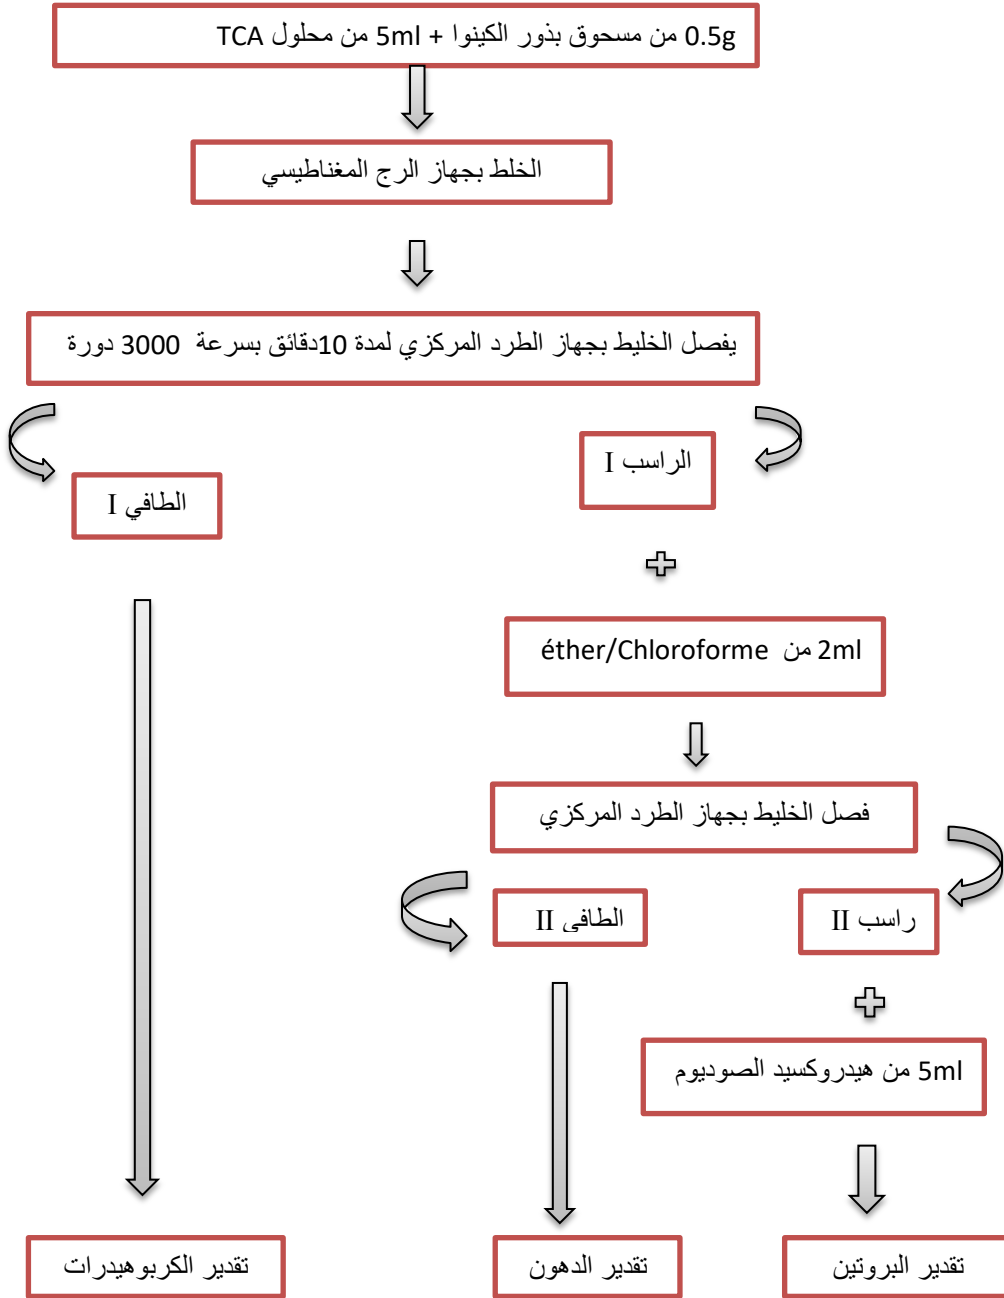 0.5g من مسحوق بذور الكينوا + 5ml من محلول TCA
الخلط بجهاز الرج المغناطيسي
يفصل الخليط بجهاز الطرد المركزي لمدة 10دقائق بسرعة 3000 دورة
الراسب I
الطافي I
2ml من éther/Chloroforme
فصل الخليط بجهاز الطرد المركزي
راسب II
الطافي II
5ml من هيدروكسيد الصوديوم
تقدير البروتين
تقدير الدهون
تقدير الكربوهيدرات